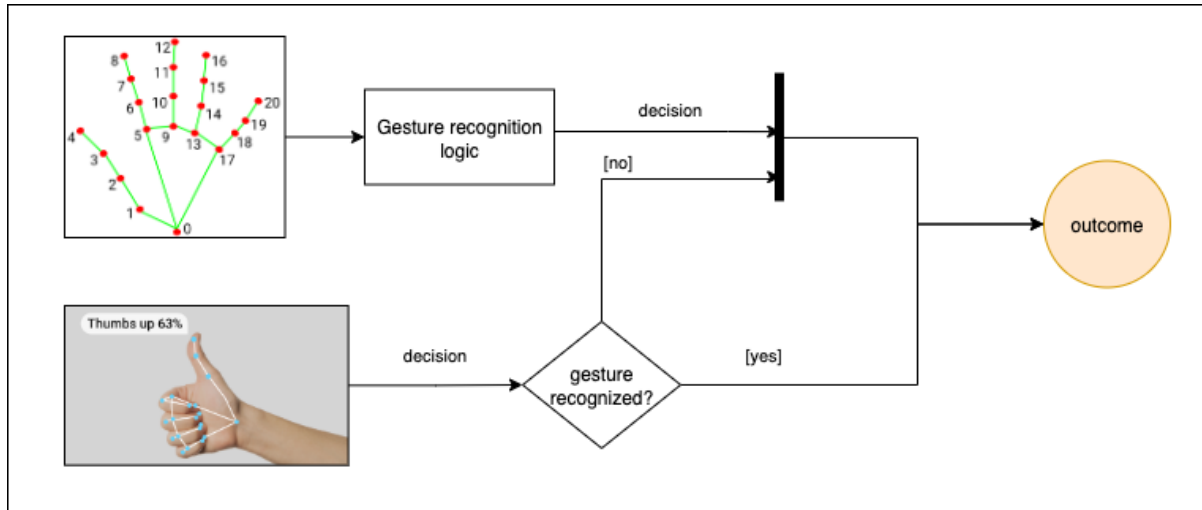 12
8
16
11
7
15
20
6
10
14
19
4
5
9
13
18
3
17
2
1
0
Gesture recognition
logic
decision
[no]
outcome
Thumbs up 63%
decision
gesture
recognized?
[yes]